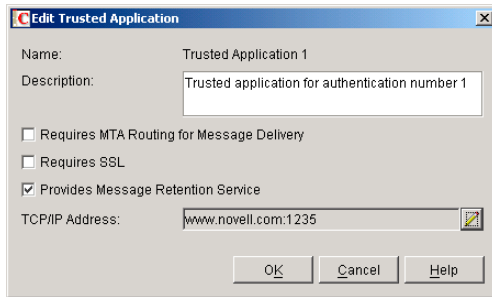 Edit Trusted Application
Name: Trusted Application 1
Description: Trusted application for authentication number 1
Requires MTA Routing for Message Delivery
Requires SSL
Provides Message Retention Service
TCP/IP Address: www.novell.com:1235
OK Cancel Help